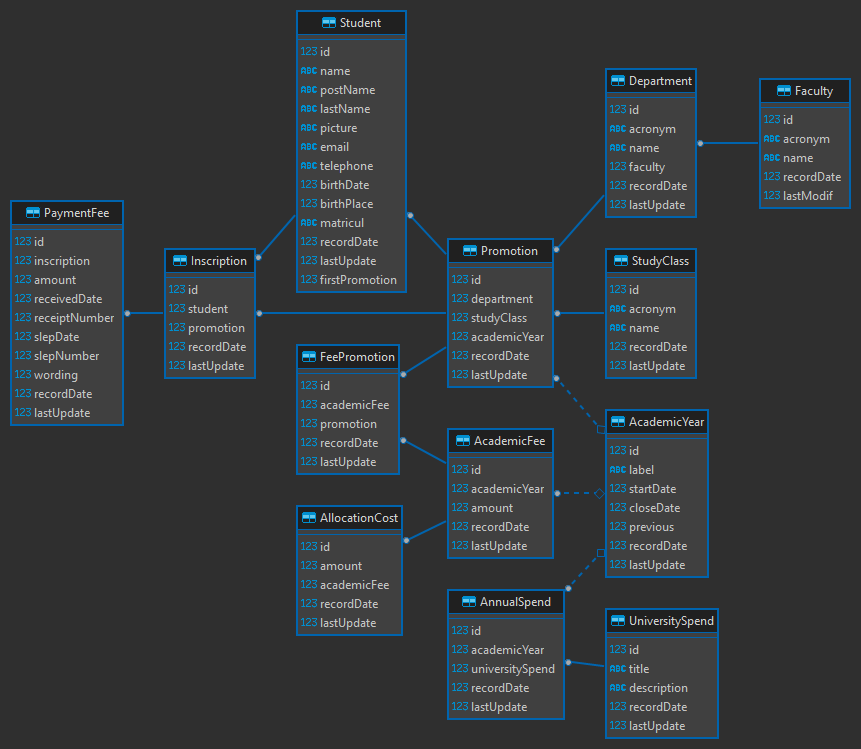 Student
123 id
ABC name
ABC postName
ABC lastName
ABC picture
ABC email
ABC telephone
123 birthDate
123 birthPlace
ABC matricul
123 recordDate
123 lastUpdate
123 firstPromotion
Department
123 id
ABC acronym
ABC name
123 faculty
123 recordDate
123 lastUpdate
Faculty
123 id
ABC acronym
ABC name
123 recordDate
123 lastModif
PaymentFee
123 id
123 inscription
123 amount
123 receivedDate
123 receiptNumber
123 slepDate
123 slepNumber
123 wording
123 recordDate
123 lastUpdate
Inscription
123 id
123 student
123 promotion
123 recordDate
123 lastUpdate
Promotion
123 id
123 department
123 studyClass
123 academicYear
123 recordDate
123 lastUpdate
StudyClass
123 id
ABC acronym
ABC name
123 recordDate
123 lastUpdate
FeePromotion
123 id
123 academicFee
123 promotion
123 recordDate
123 lastUpdate
AcademicFee
123 id
123 academicYear
123 amount
123 recordDate
123 lastUpdate
AcademicYear
123 id
ABC label
123 startDate
123 closeDate
123 previous
123 recordDate
123 lastUpdate
AllocationCost
123 id
123 amount
123 academicFee
123 recordDate
123 lastUpdate
AnnualSpend
123 id
123 academicYear
123 universitySpend
123 recordDate
123 lastUpdate
UniversitySpend
123 id
ABC title
ABC description
123 recordDate
123 lastUpdate